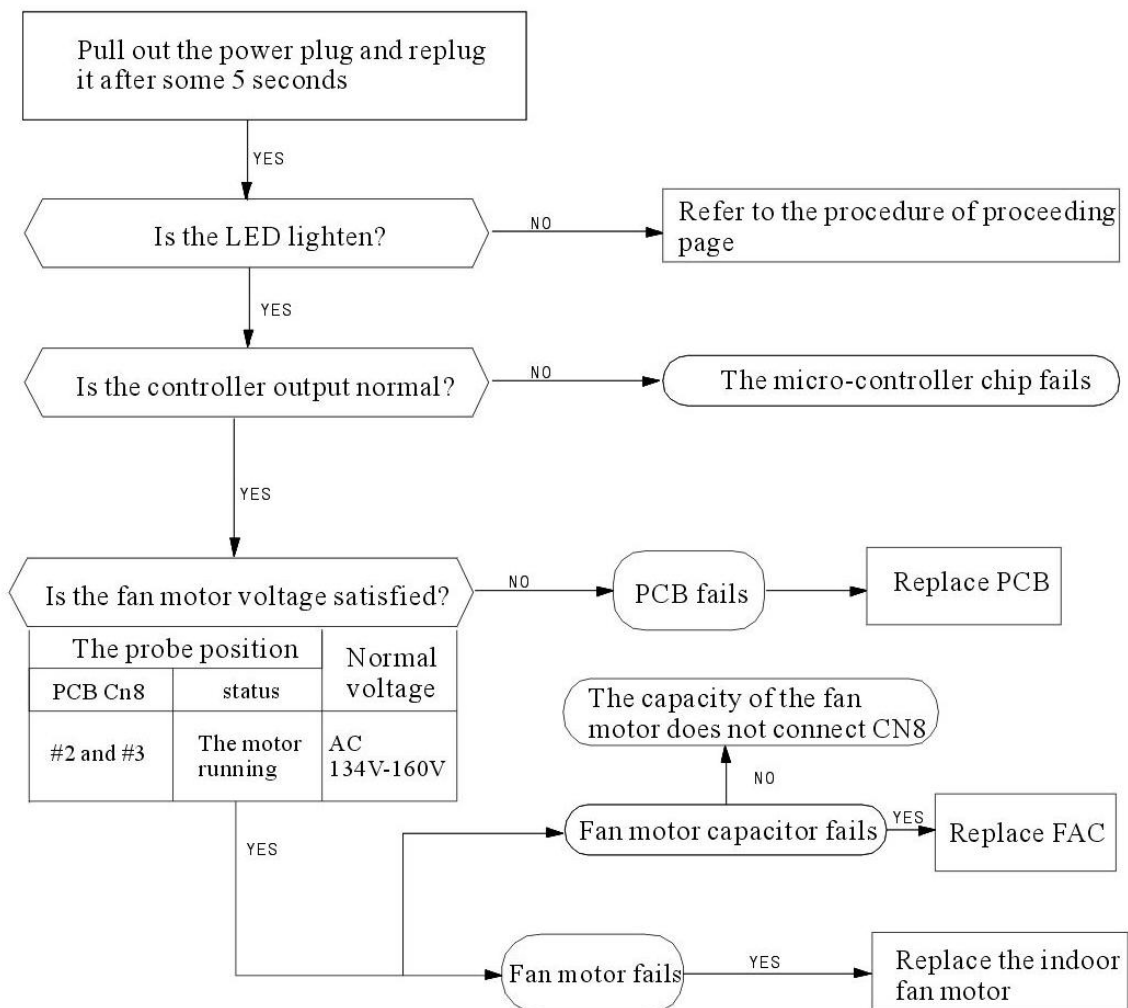 Pull out the power plug and replug
it after some 5 seconds
YES
Is the LED lighten?
NO
Refer to the procedure of proceeding
page
YES
Is the controller output normal?
NO
The micro-controller chip fails
YES
Is the fan motor voltage satisfied?
NO
PCB fails
Replace PCB
The probe position
Normal
voltage
PCB Cn8
status
#2 and #3
The motor
running
AC
134V-160V
The capacity of the fan
motor does not connect CN8
NO
YES
Fan motor capacitor fails
YES
Replace FAC
Fan motor fails
YES
Replace the indoor
fan motor